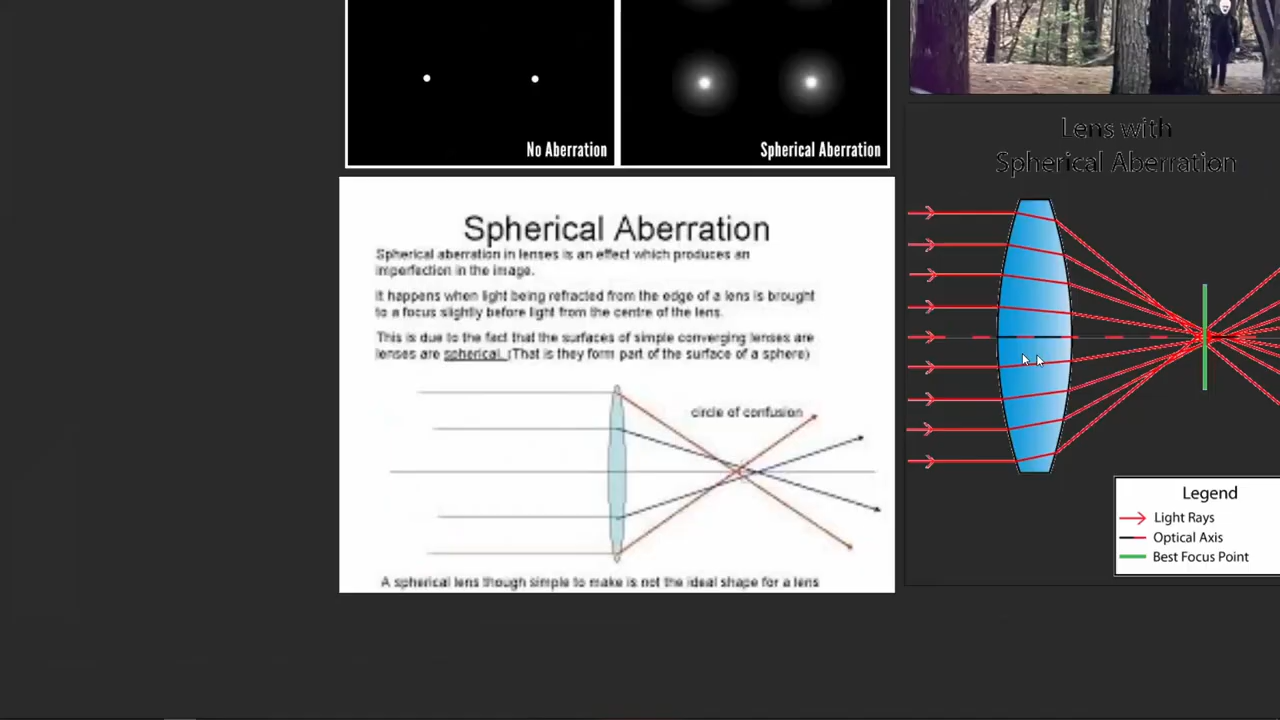 No Aberration
Spherical Aberration
Spherical Aberration
Spherical aberration in lenses is an effect which produces an
imperfection in the image.
It happens when light being refracted from the edge of a lens is brought
to a focus slightly before light from the centre of the lens.
This is due to the fact that the surfaces of simple converging lenses are
lenses are spherical. (That is they form part of the surface of a sphere)
circle of confusion
A spherical lens though simple to make is not the ideal shape for a lens
Lens with
Spherical Aberration
Legend
Light Rays
Optical Axis
Best Focus Point